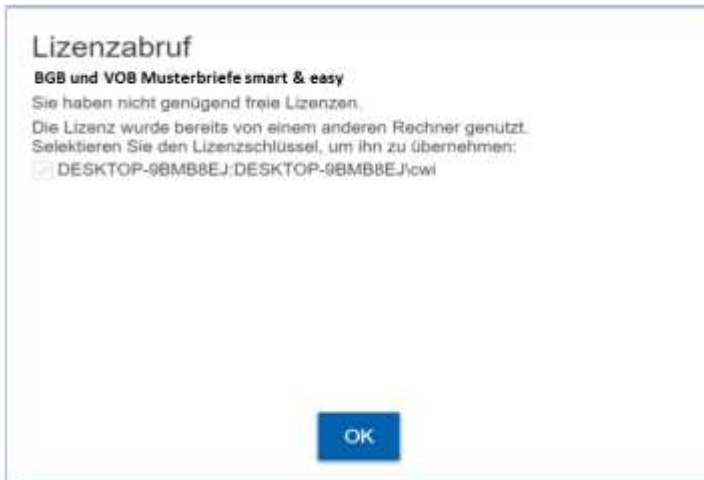 Lizenzabruf
BGB und VOB Musterbriefe smart & easy
Sie haben nicht genügend freie Lizenzen.
Die Lizenz wurde bereits von einem anderen Rechner genutzt.
Selektieren Sie den Lizenzschlüssel, um ihn zu übernehmen:
DESKTOP-9BMB8EJ:DESKTOP-9BMB8EJ\cwi
OK